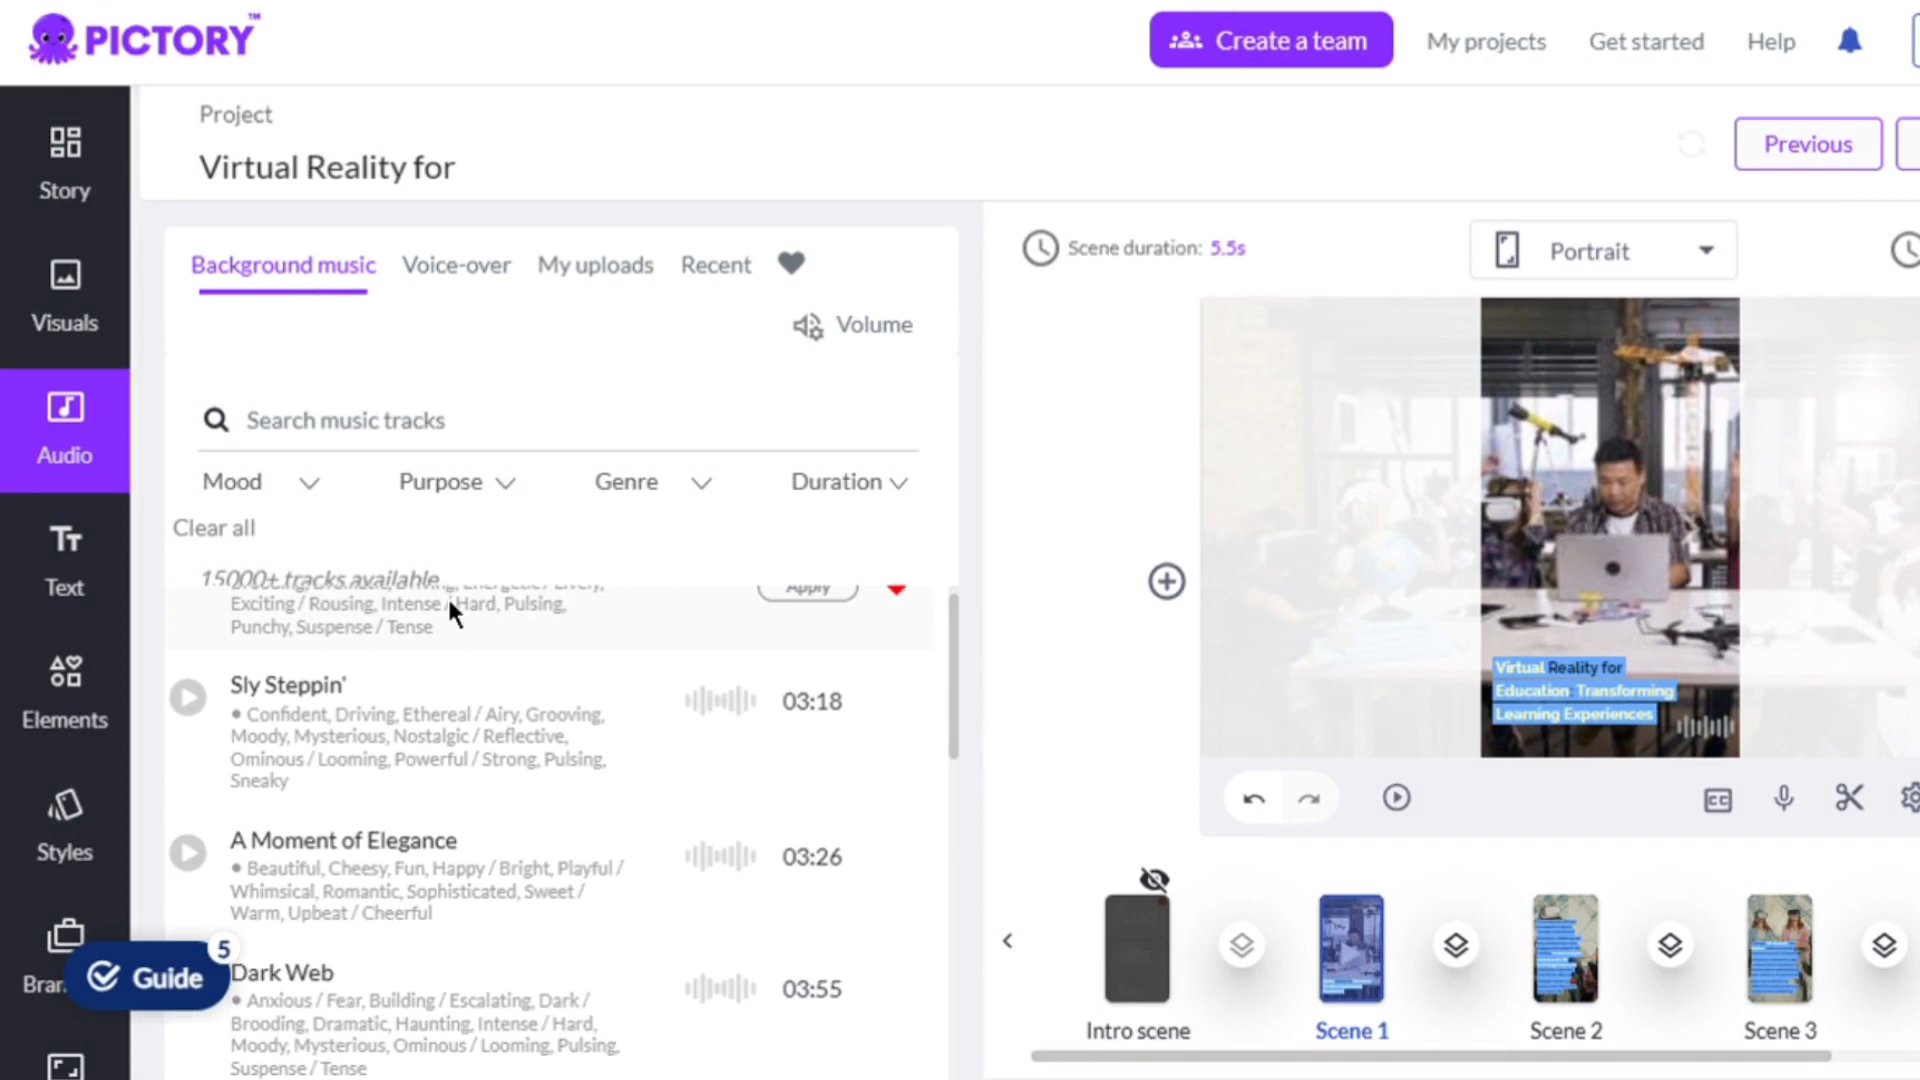 PICTORY™
Create a team
My projects
Get started
Help
Project
Virtual Reality for
Previous
Story
Visuals
Audio
Text
Elements
Styles
Bran
Guide
5
Background music
Voice-over
My uploads
Recent
Volume
Search music tracks
Mood
Purpose
Genre
Duration
Clear all
15000+ tracks available
Apply
Exciting / Rousing, Intense / Hard, Pulsing,
Punchy, Suspense / Tense
Sly Steppin'
03:18
• Confident, Driving, Ethereal / Airy, Grooving,
Moody, Mysterious, Nostalgic / Reflective,
Ominous / Looming, Powerful / Strong, Pulsing,
Sneaky
A Moment of Elegance
03:26
• Beautiful, Cheesy, Fun, Happy / Bright, Playful /
Whimsical, Romantic, Sophisticated, Sweet /
Warm, Upbeat / Cheerful
Dark Web
03:55
• Anxious / Fear, Building / Escalating, Dark /
Brooding, Dramatic, Haunting, Intense / Hard,
Moody, Mysterious, Ominous / Looming, Pulsing,
Suspense / Tense
Scene duration: 5.5s
Portrait
Virtual Reality for
Education: Transforming
Learning Experiences
CC
Intro scene
Scene 1
Scene 2
Scene 3